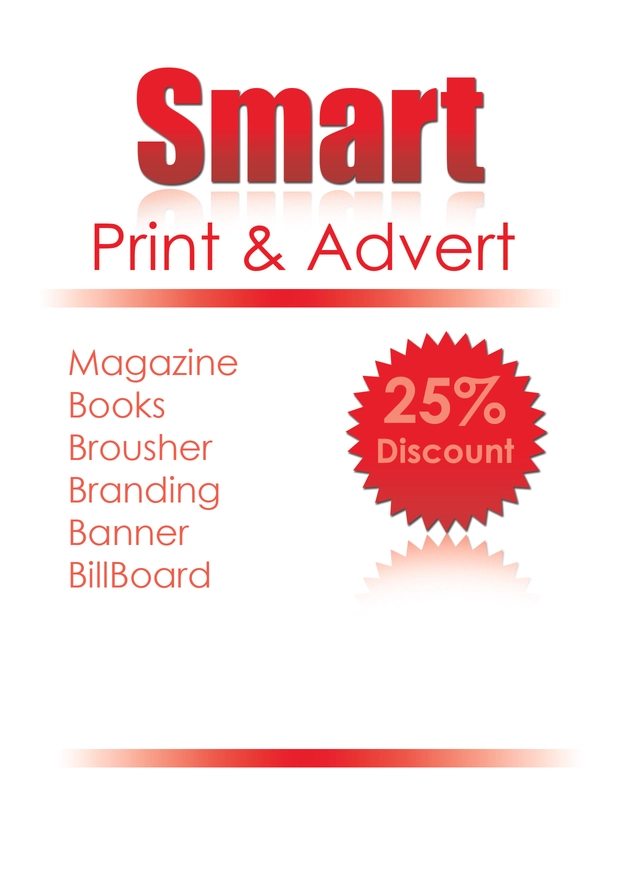 Smart
Print & Advert
Magazine
Books
Brousher
Branding
Banner
BillBoard
25%
Discount